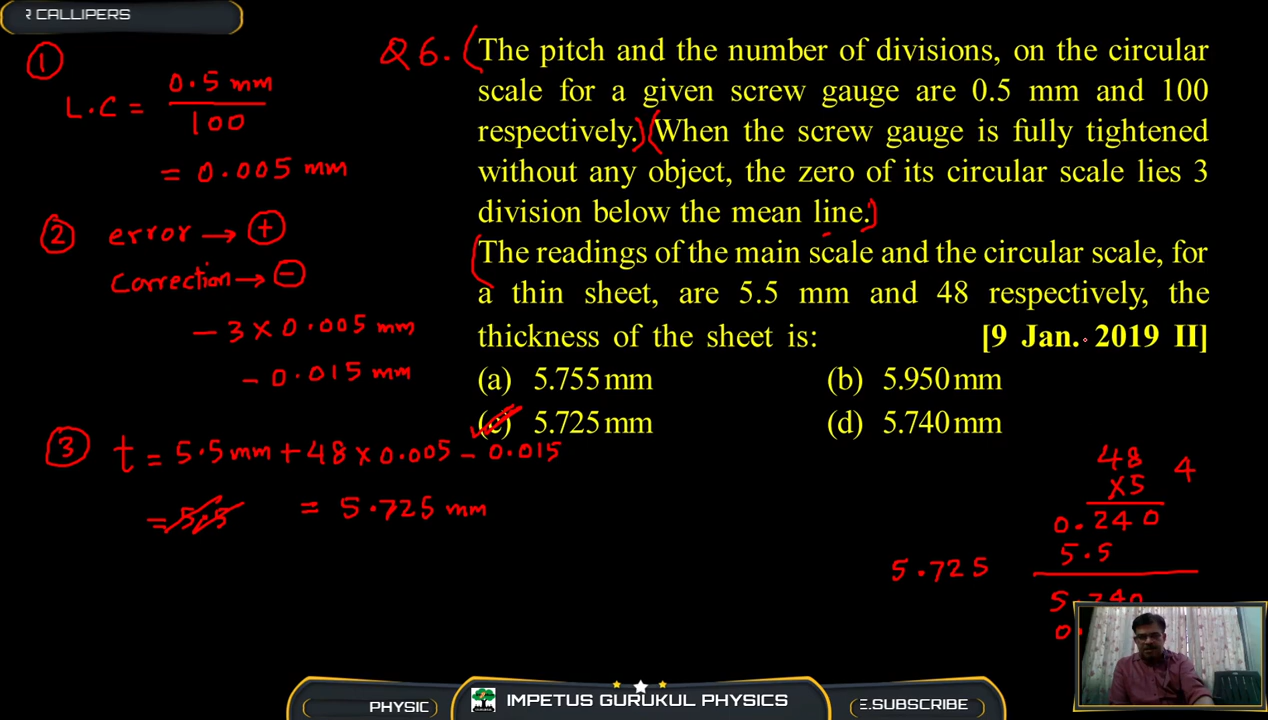 R CALLIPERS
1
L.C = 0.5 mm
100
= 0.005 mm
2 error → +
Correction → -
- 3 × 0.005 mm
- 0.015 mm
3 t = 5.5 mm + 48 × 0.005 - 0.015
= 5.5 = 5.725 mm
Q 6. The pitch and the number of divisions, on the circular
scale for a given screw gauge are 0.5 mm and 100
respectively. When the screw gauge is fully tightened
without any object, the zero of its circular scale lies 3
division below the mean line.
The readings of the main scale and the circular scale, for
a thin sheet, are 5.5 mm and 48 respectively, the
thickness of the sheet is: [9 Jan. 2019 II]
(a) 5.755 mm (b) 5.950 mm
(c) 5.725 mm (d) 5.740 mm
48 4
×5
0.240
5.5
5.725
5.740
0.
PHYSIC
IMPETUS GURUKUL PHYSICS
E.SUBSCRIBE